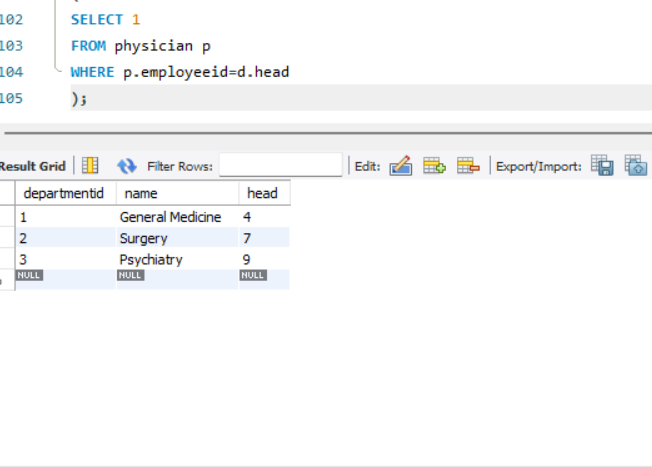 102 SELECT 1
103 FROM physician p
104 WHERE p.employeeid=d.head
105 );
Result Grid Filter Rows: Edit: Export/Import:
departmentid name head
1 General Medicine 4
2 Surgery 7
3 Psychiatry 9
NULL NULL NULL